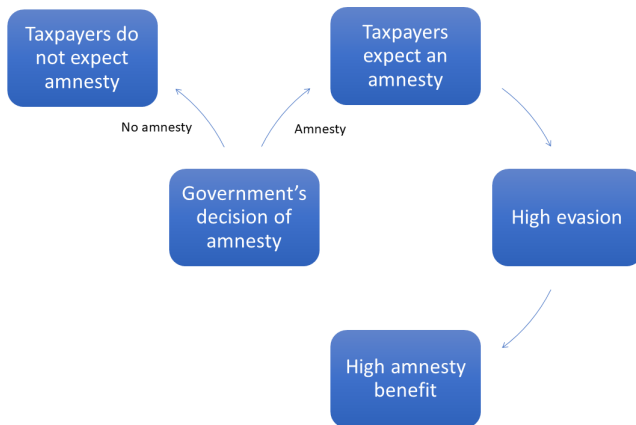 Taxpayers do
not expect
amnesty
Taxpayers
expect an
amnesty
No amnesty
Amnesty
Government’s
decision of
amnesty
High evasion
High amnesty
benefit